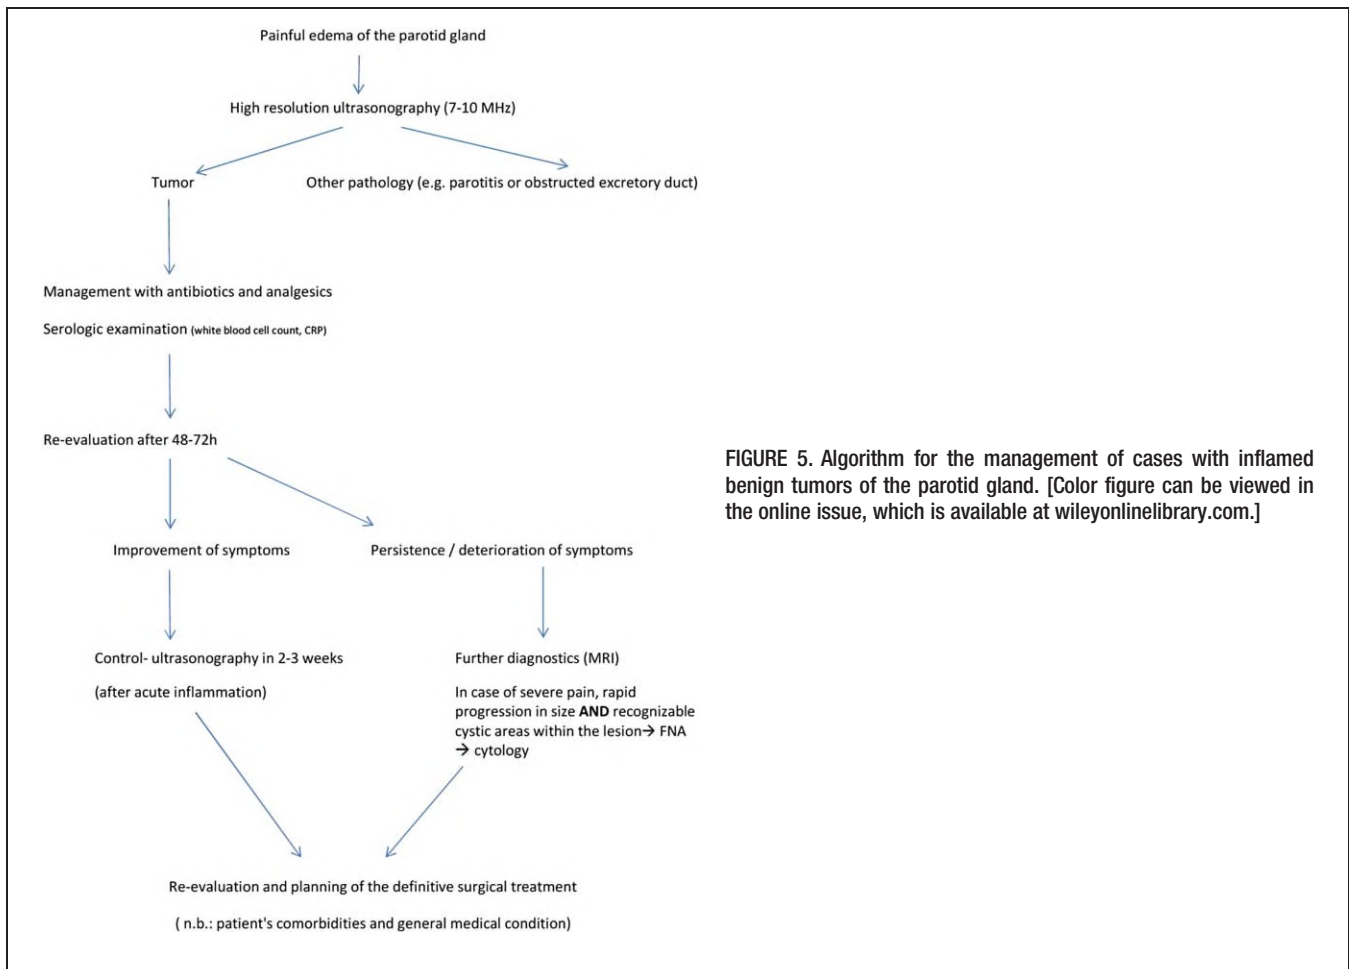 Painful edema of the parotid gland
High resolution ultrasonography (7-10 MHz)
Tumor
Other pathology (e.g. parotitis or obstructed excretory duct)
Management with antibiotics and analgesics
Serologic examination (white blood cell count, CRP)
Re-evaluation after 48-72h
Improvement of symptoms
Persistence / deterioration of symptoms
Control- ultrasonography in 2-3 weeks
(after acute inflammation)
Further diagnostics (MRI)
In case of severe pain, rapid
progression in size AND recognizable
cystic areas within the lesion→ FNA
→ cytology
Re-evaluation and planning of the definitive surgical treatment
( n.b.: patient's comorbidities and general medical condition)
FIGURE 5. Algorithm for the management of cases with inflamed
benign tumors of the parotid gland. [Color figure can be viewed in
the online issue, which is available at wileyonlinelibrary.com.]